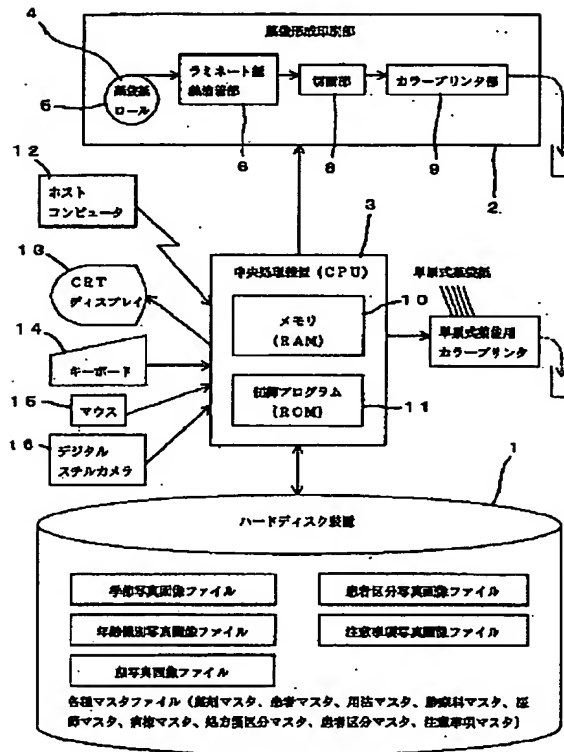 薬袋形成印刷部
4
薬袋紙
ロール
5
ラミネート部
熱溶着部
6
切断部
8
カラープリンタ部
9
2
12
ホスト
コンピュータ
13
CRT
ディスプレイ
14
キーボード
15
マウス
16
デジタル
スチルカメラ
3
中央処理装置(CPU)
メモリ
(RAM)
10
制御プログラム
(ROM)
11
単票式薬袋紙
単票式薬袋用
カラープリンタ
1
ハードディスク装置
季節写真画像ファイル
患者区分写真画像ファイル
年齢識別写真画像ファイル
注意事項写真画像ファイル
顔写真画像ファイル
各種マスタファイル(薬剤マスタ、患者マスタ、用法マスタ、診療科マスタ、医
師マスタ、病棟マスタ、処方箋区分マスタ、患者区分マスタ、注意事項マスタ)